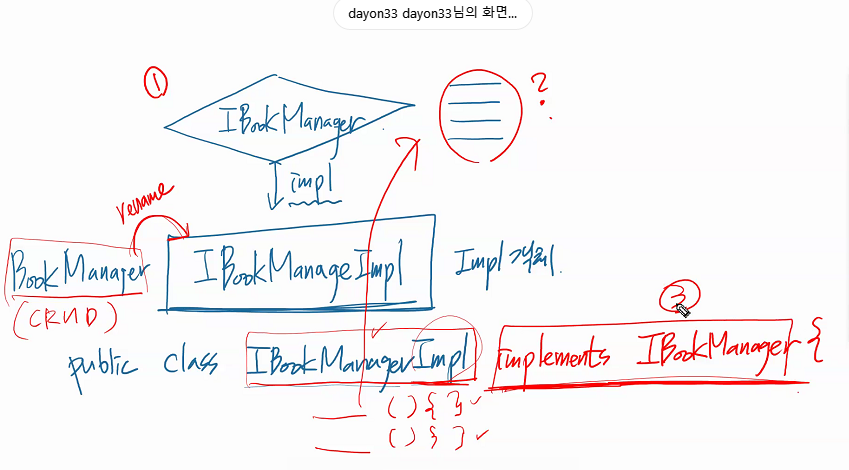 dayon33 dayon33님의 화면...
①
IBookManager
?
impl
rename
BookManager
IBookManageImpl
Impl 객체.
(CRUD)
③
public class IBookManagerImpl implements IBookManager {
( ) { }
( ) { }